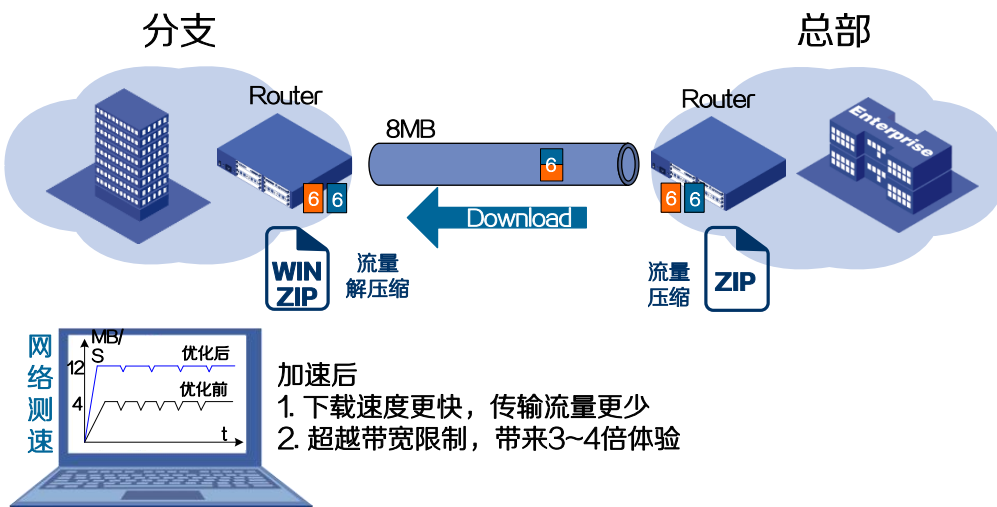 分支
总部
Router
Router
Enterprise
8MB
6
6 6
6 6
Download
WIN
ZIP
流量
解压缩
流量
压缩
ZIP
网络测速
MB/
S
12
优化后
优化前
4
t
加速后
1. 下载速度更快，传输流量更少
2. 超越带宽限制，带来3~4倍体验